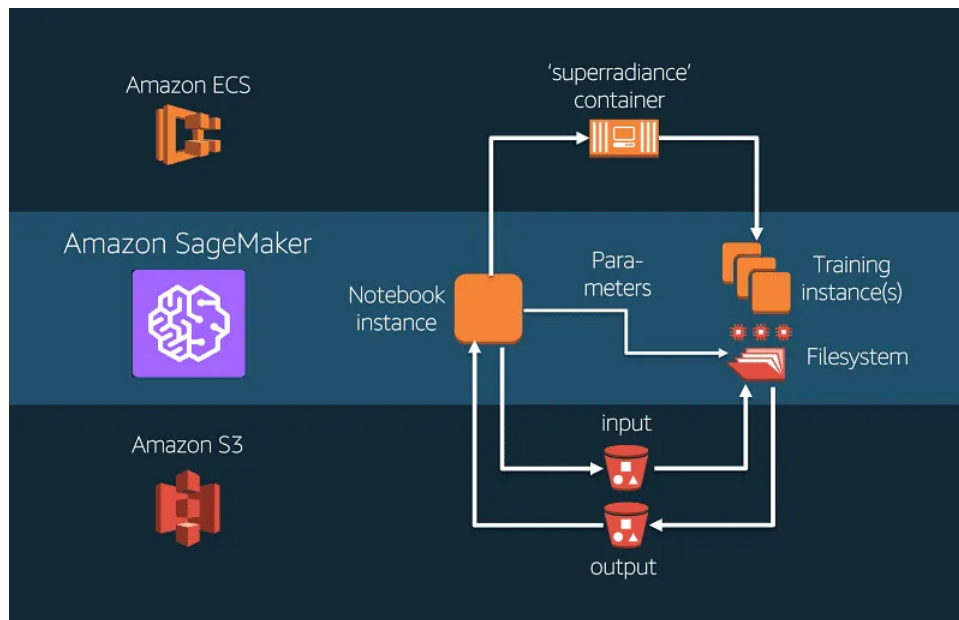 Amazon ECS
‘superradiance’
container
Amazon SageMaker
Notebook
instance
Para-
meters
Training
instance(s)
Filesystem
Amazon S3
input
output